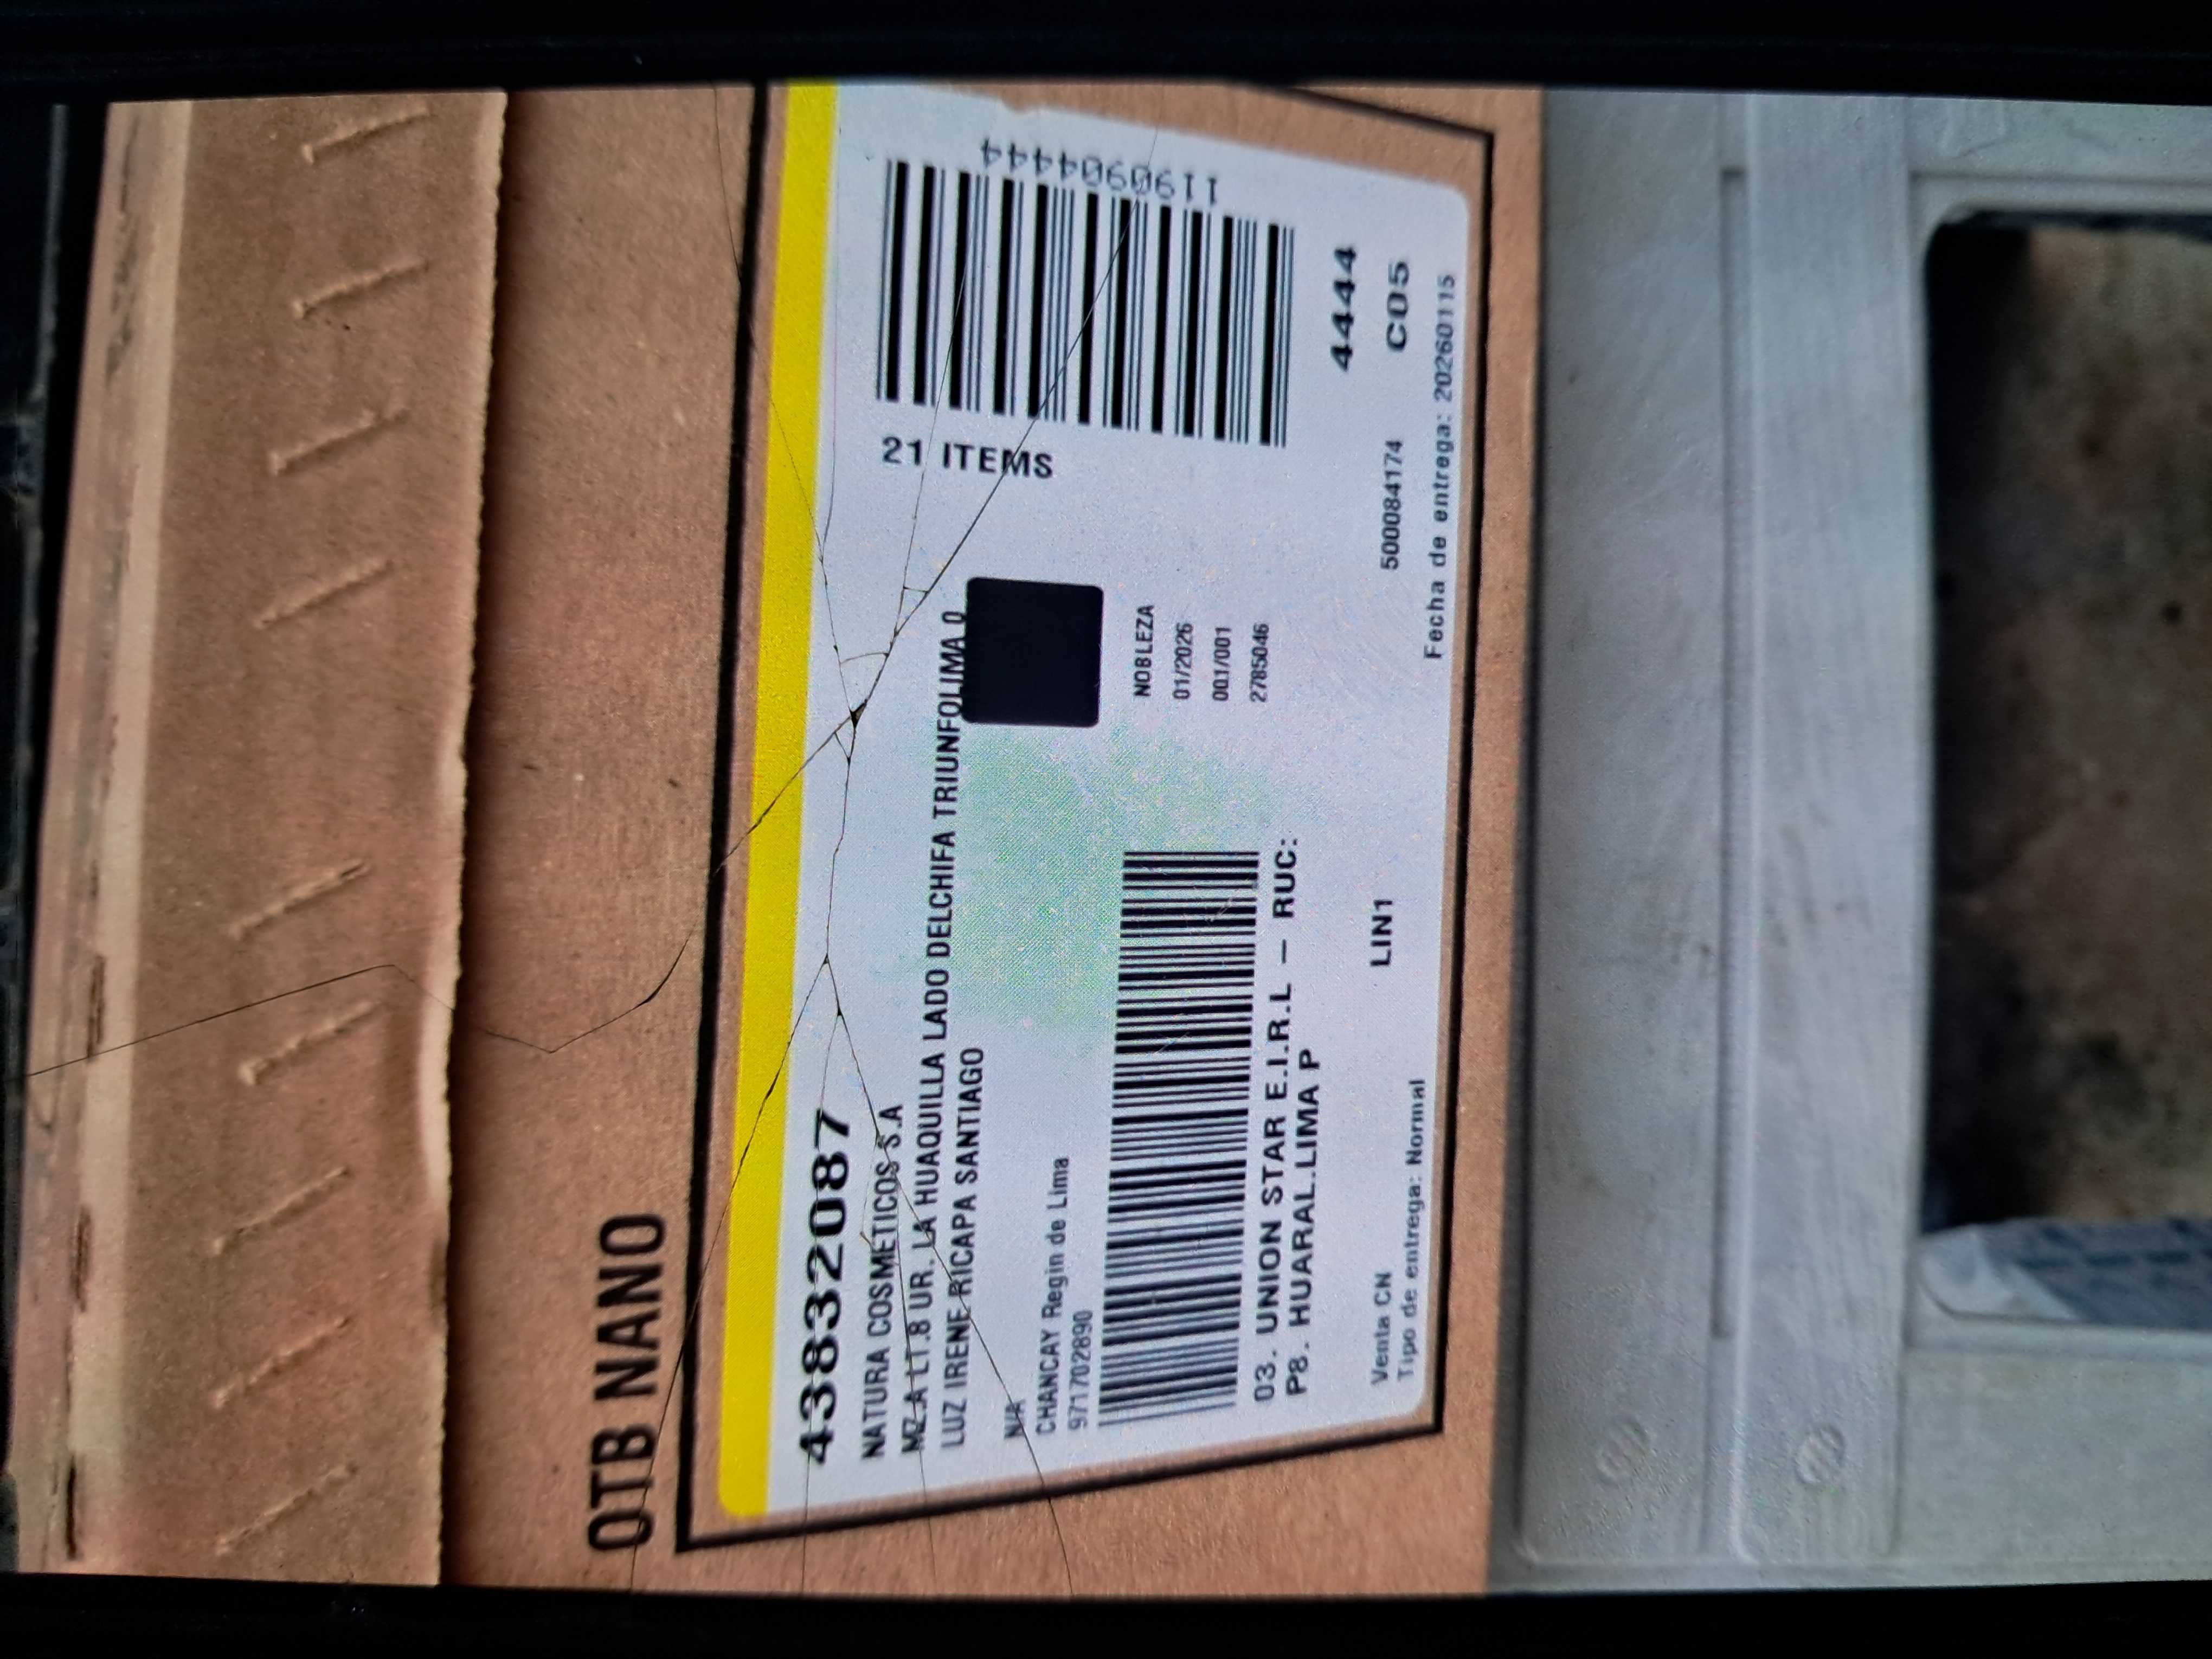 OTB NANO
43832087
NATURA COSMETICOS S.A
MZ.A LT.8 UR. LA HUAQUILLA LADO DELCHIFA TRIUNFOLIMA 0
LUZ IRENE RICAPA SANTIAGO
N/A
CHANCAY Regin de Lima
971702890
21 ITEMS
1190904444
NOBLEZA
01/2026
001/001
2785046
03. UNION STAR E.I.R.L – RUC:
P8. HUARAL.LIMA P
4444
Venta CN
LIN1
500084174
C05
Tipo de entrega: Normal
Fecha de entrega: 20260115